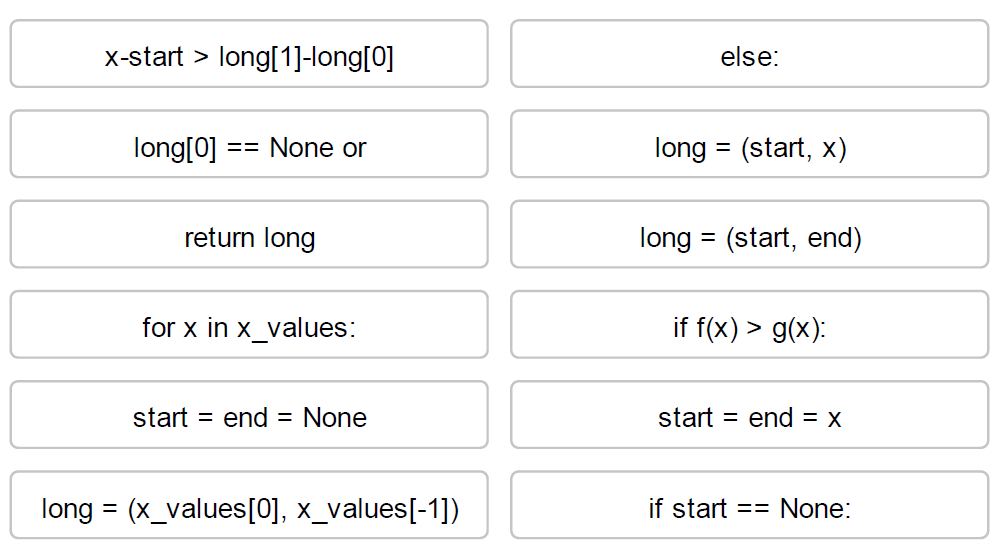 x-start > long[1]-long[0]
else:
long[0] == None or
long = (start, x)
return long
long = (start, end)
for x in x_values:
if f(x) > g(x):
start = end = None
start = end = x
long = (x_values[0], x_values[-1])
if start == None: